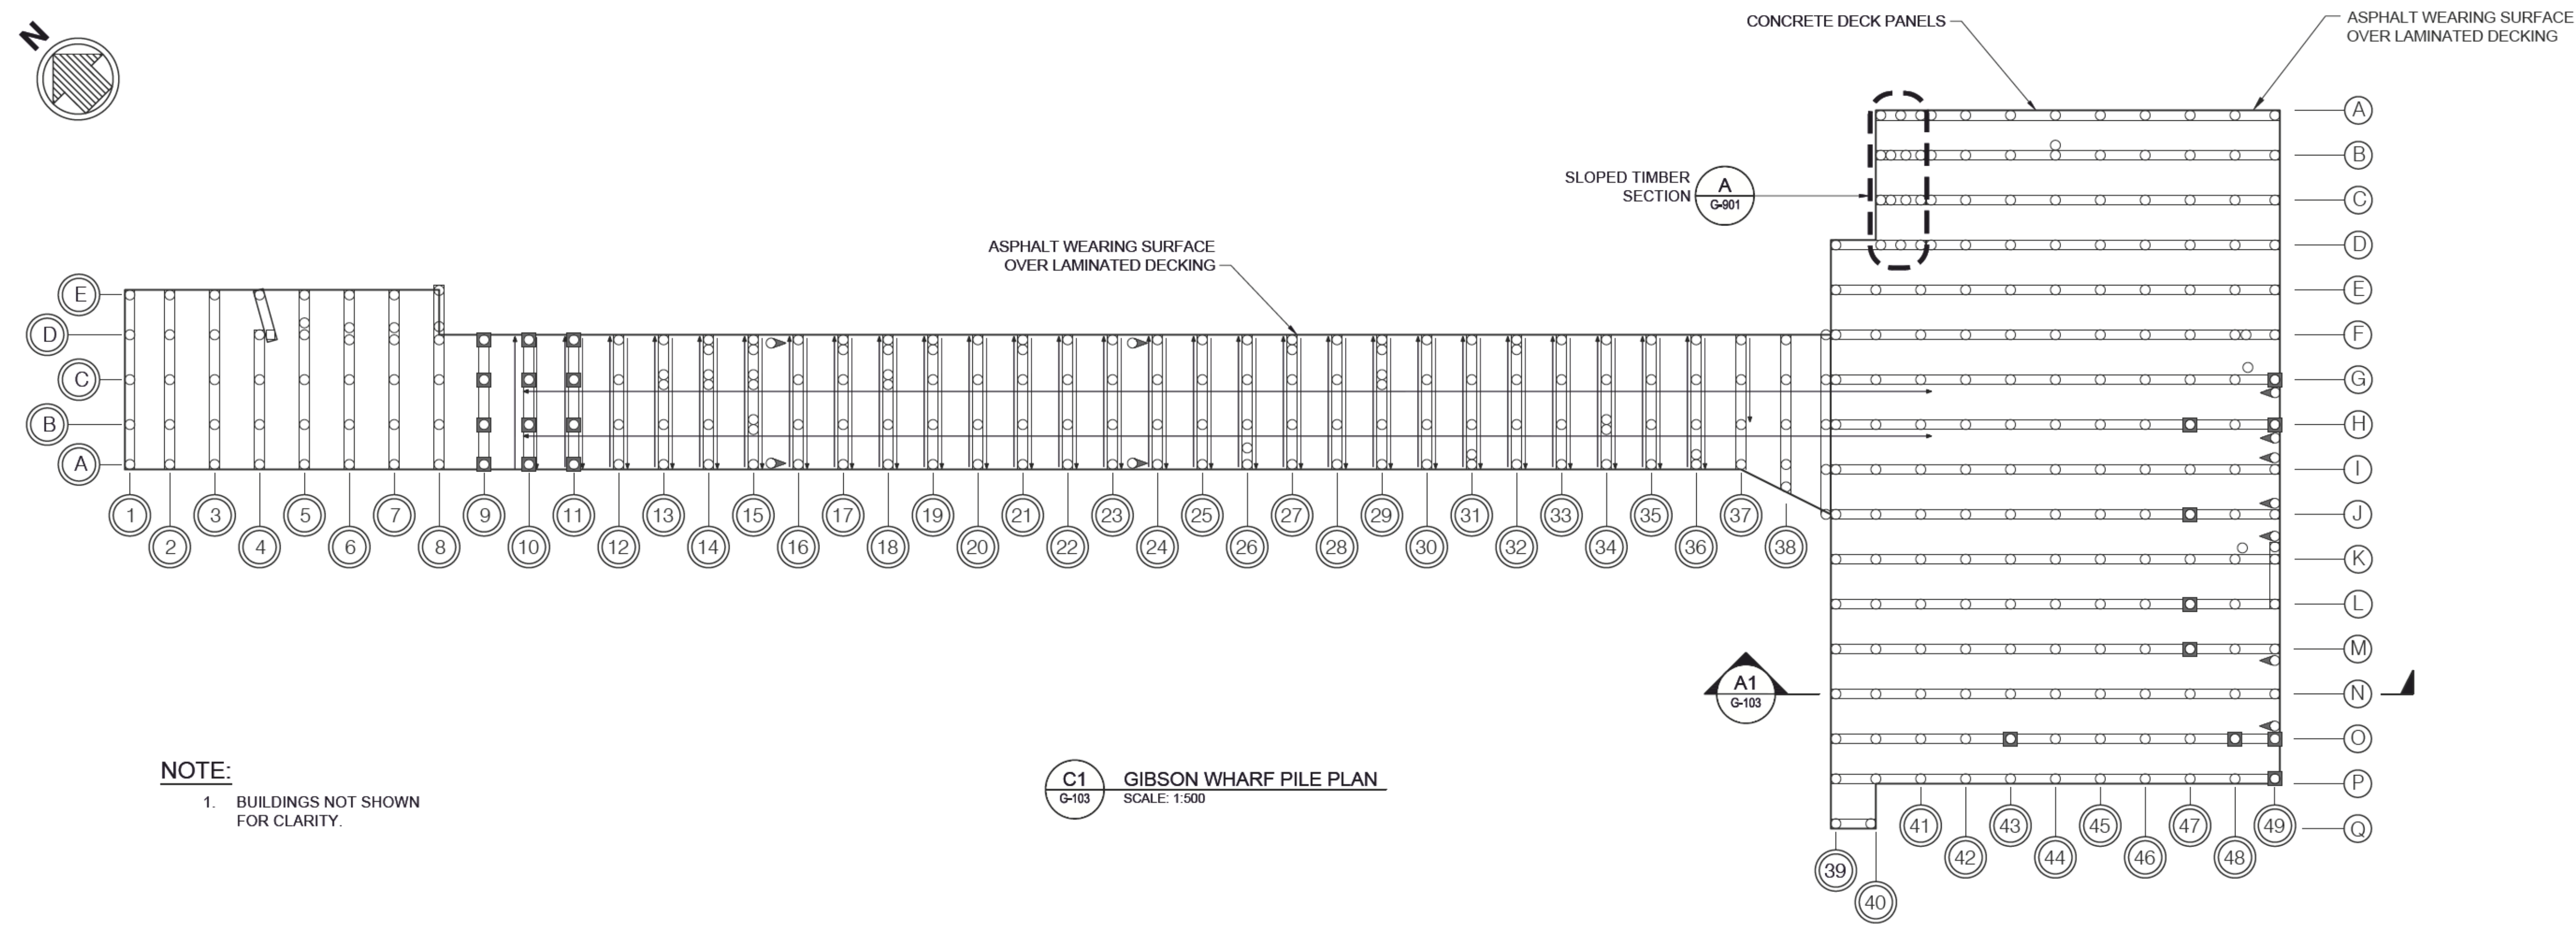 N
CONCRETE DECK PANELS
ASPHALT WEARING SURFACE
OVER LAMINATED DECKING
SLOPED TIMBER
SECTION
A
G-901
ASPHALT WEARING SURFACE
OVER LAMINATED DECKING
A
B
C
D
E
F
G
H
I
J
K
L
M
N
O
P
Q
E
D
C
B
A
1
2
3
4
5
6
7
8
9
10
11
12
13
14
15
16
17
18
19
20
21
22
23
24
25
26
27
28
29
30
31
32
33
34
35
36
37
38
A1
G-103
39
40
41
42
43
44
45
46
47
48
49
NOTE:
1. BUILDINGS NOT SHOWN
FOR CLARITY.
C1
G-103
GIBSON WHARF PILE PLAN
SCALE: 1:500